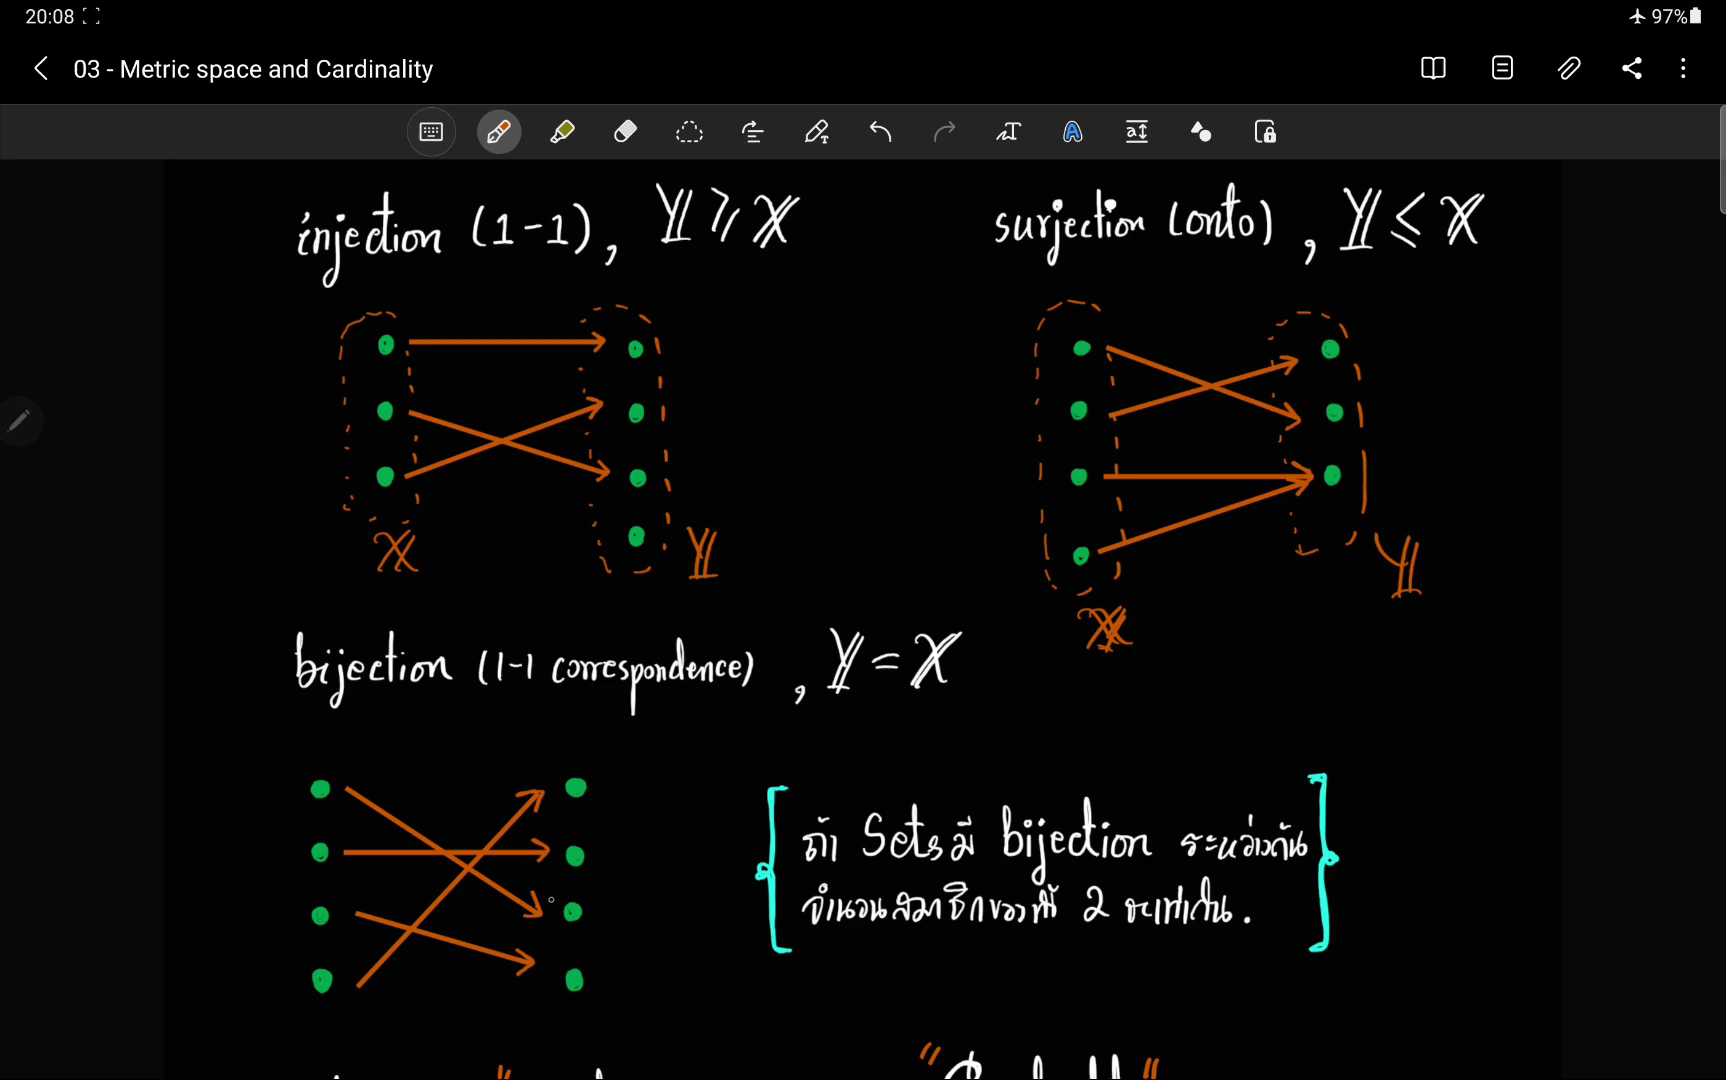 20:08
97%
03 - Metric space and Cardinality
injection (1-1), Y ≥ X
surjection (onto), Y ≤ X
X
Y
X
Y
bijection (1-1 correspondence), Y = X
ถ้า Sets มี bijection ระหว่างกัน
จำนวนสมาชิกของทั้ง 2 จะเท่ากัน.